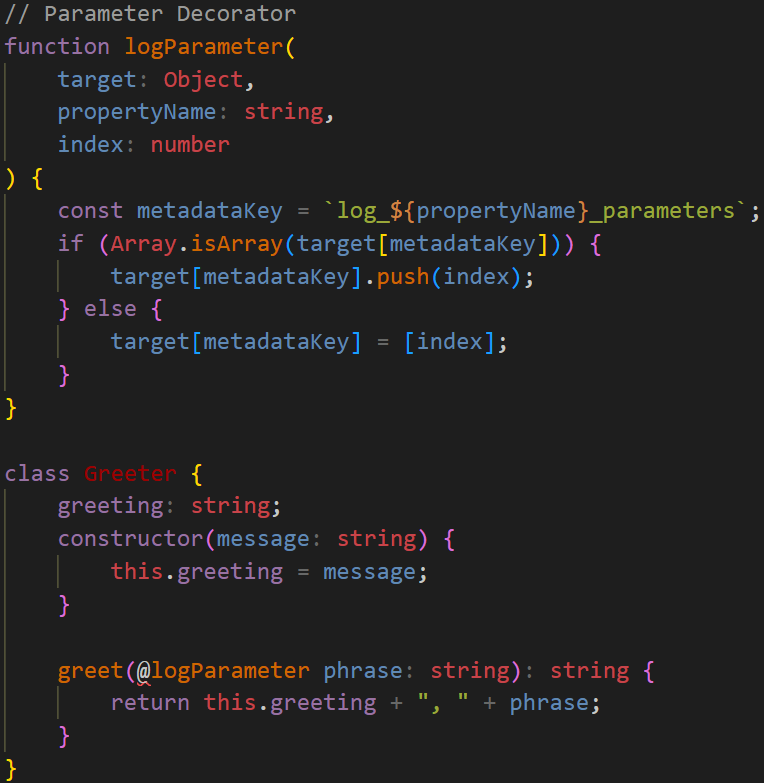 // Parameter Decorator
function logParameter(
    target: Object,
    propertyName: string,
    index: number
) {
    const metadataKey = `log_${propertyName}_parameters`;
    if (Array.isArray(target[metadataKey])) {
        target[metadataKey].push(index);
    } else {
        target[metadataKey] = [index];
    }
}

class Greeter {
    greeting: string;
    constructor(message: string) {
        this.greeting = message;
    }

    greet(@logParameter phrase: string): string {
        return this.greeting + ", " + phrase;
    }
}